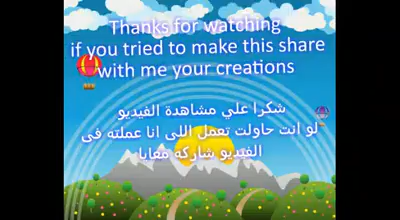 Thanks for watching
if you tried to make this share
with me your creations
شكرا علي مشاهدة الفيديو
لو انت حاولت تعمل اللى انا عملته فى
الفيديو شاركه معايا